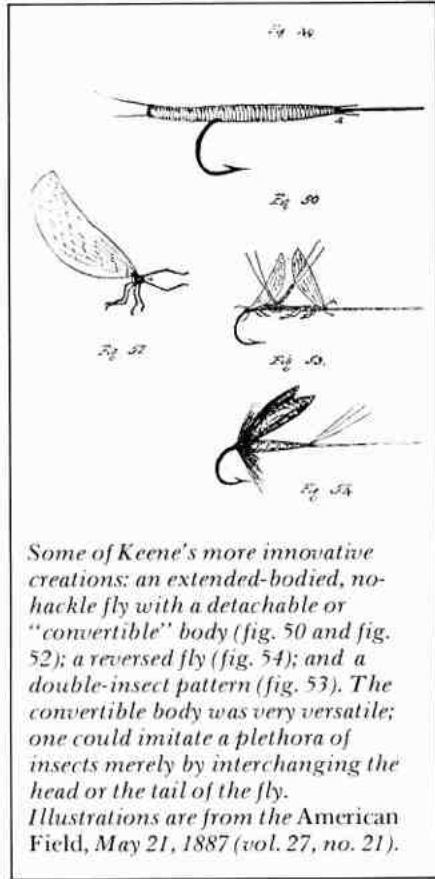 Fig 50
Fig 52
Fig 53.
Fig 54
Some of Keene's more innovative
creations: an extended-bodied, no-
hackle fly with a detachable or
"convertible" body (fig. 50 and fig.
52); a reversed fly (fig. 54); and a
double-insect pattern (fig. 53). The
convertible body was very versatile;
one could imitate a plethora of
insects merely by interchanging the
head or the tail of the fly.
Illustrations are from the American
Field, May 21, 1887 (vol. 27, no. 21).